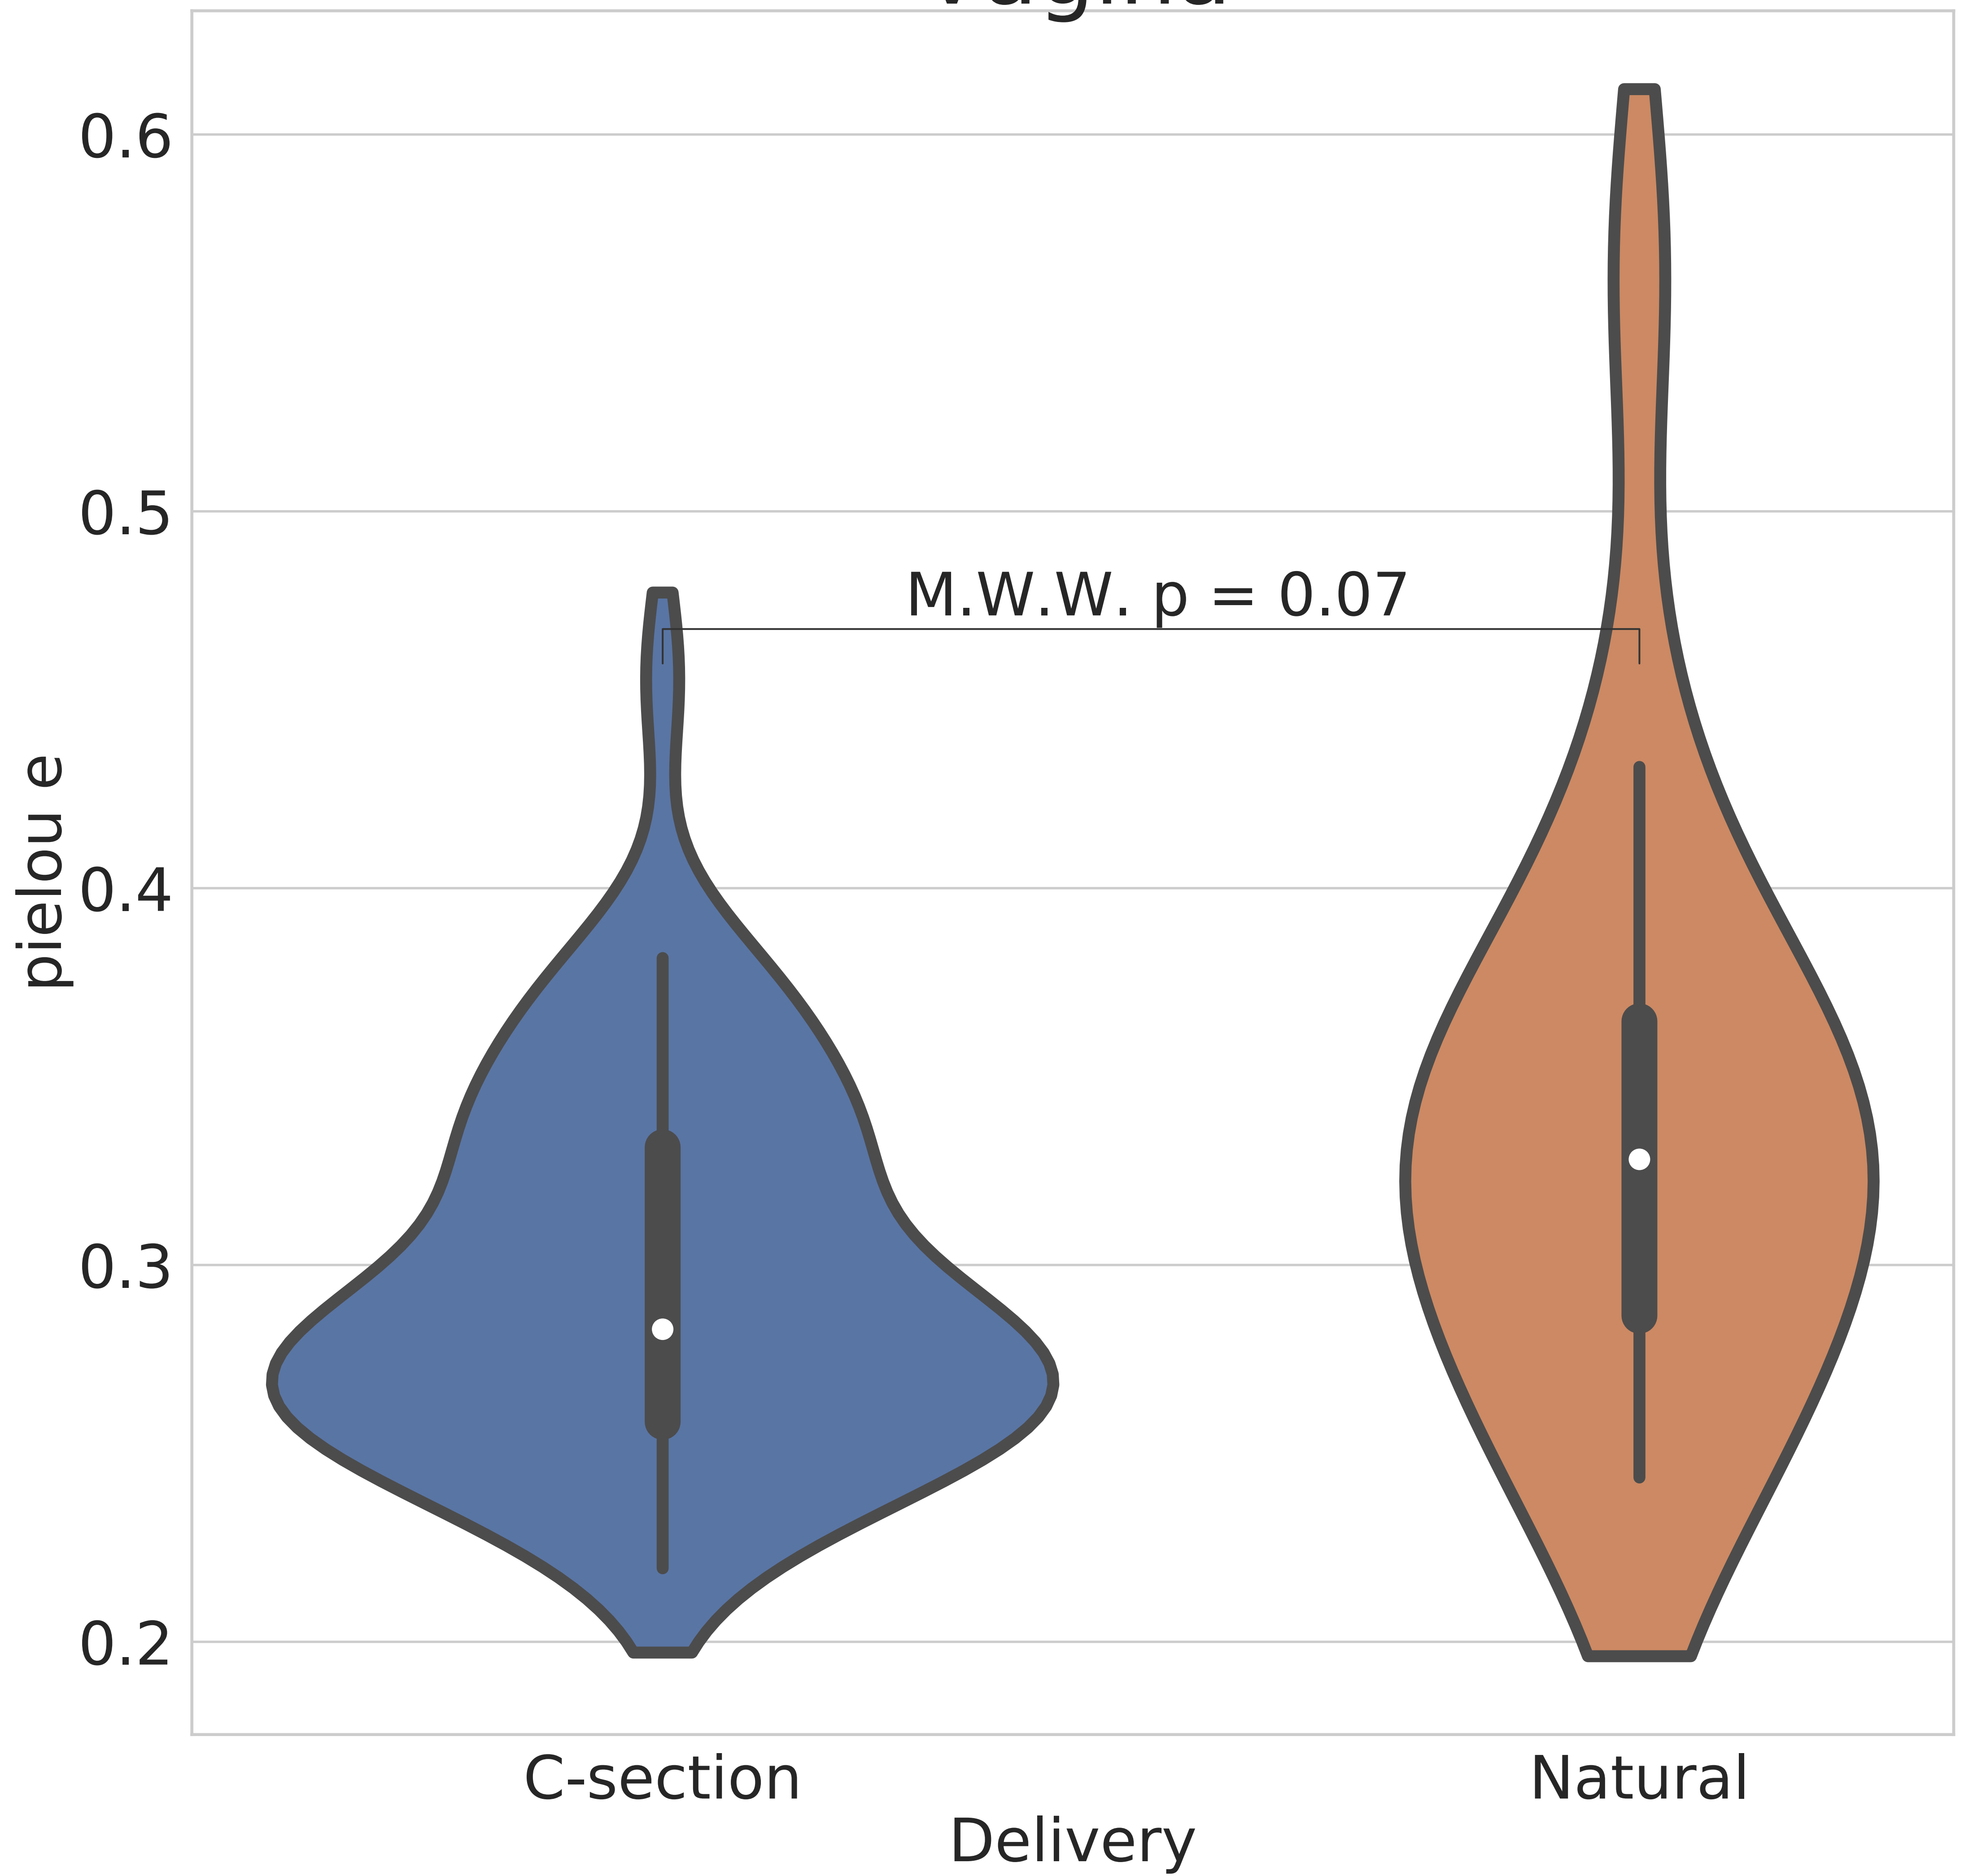 0.6
0.5
M.W.W. p = 0.07
pielou e
0.4
0.3
0.2
C-section
Natural
Delivery